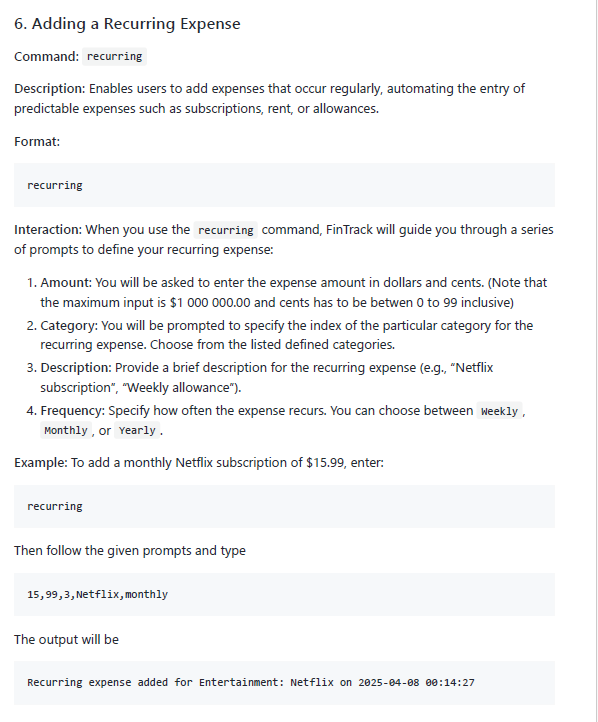 6. Adding a Recurring Expense
Command: recurring
Description: Enables users to add expenses that occur regularly, automating the entry of
predictable expenses such as subscriptions, rent, or allowances.
Format:
recurring
Interaction: When you use the recurring command, FinTrack will guide you through a series
of prompts to define your recurring expense:
1. Amount: You will be asked to enter the expense amount in dollars and cents. (Note that
the maximum input is $1 000 000.00 and cents has to be betwen 0 to 99 inclusive)
2. Category: You will be prompted to specify the index of the particular category for the
recurring expense. Choose from the listed defined categories.
3. Description: Provide a brief description for the recurring expense (e.g., “Netflix
subscription”, “Weekly allowance”).
4. Frequency: Specify how often the expense recurs. You can choose between Weekly ,
Monthly , or Yearly .
Example: To add a monthly Netflix subscription of $15.99, enter:
recurring
Then follow the given prompts and type
15,99,3,Netflix,monthly
The output will be
Recurring expense added for Entertainment: Netflix on 2025-04-08 00:14:27